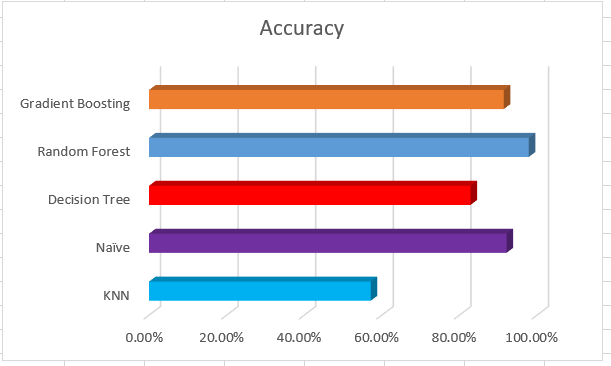 Accuracy
Gradient Boosting
Random Forest
Decision Tree
Naïve
KNN
0.00% 20.00% 40.00% 60.00% 80.00% 100.00%